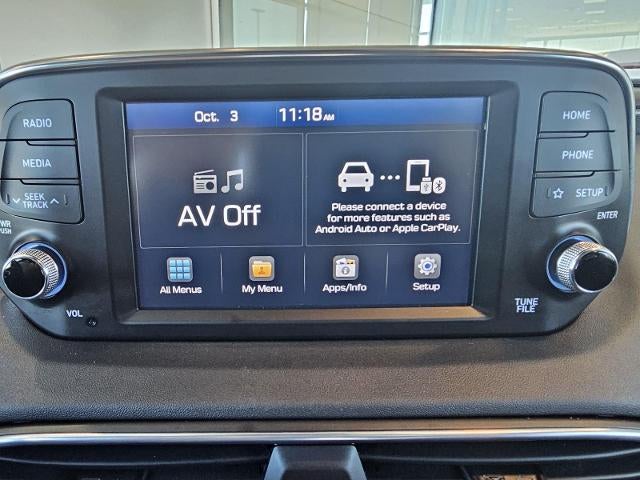 RADIO
MEDIA
SEEK
TRACK
PWR
PUSH
VOL
Oct. 3 11:18 AM
AV Off
Please connect a device
for more features such as
Android Auto or Apple CarPlay.
All Menus
My Menu
Apps/Info
Setup
HOME
PHONE
SETUP
ENTER
TUNE
FILE